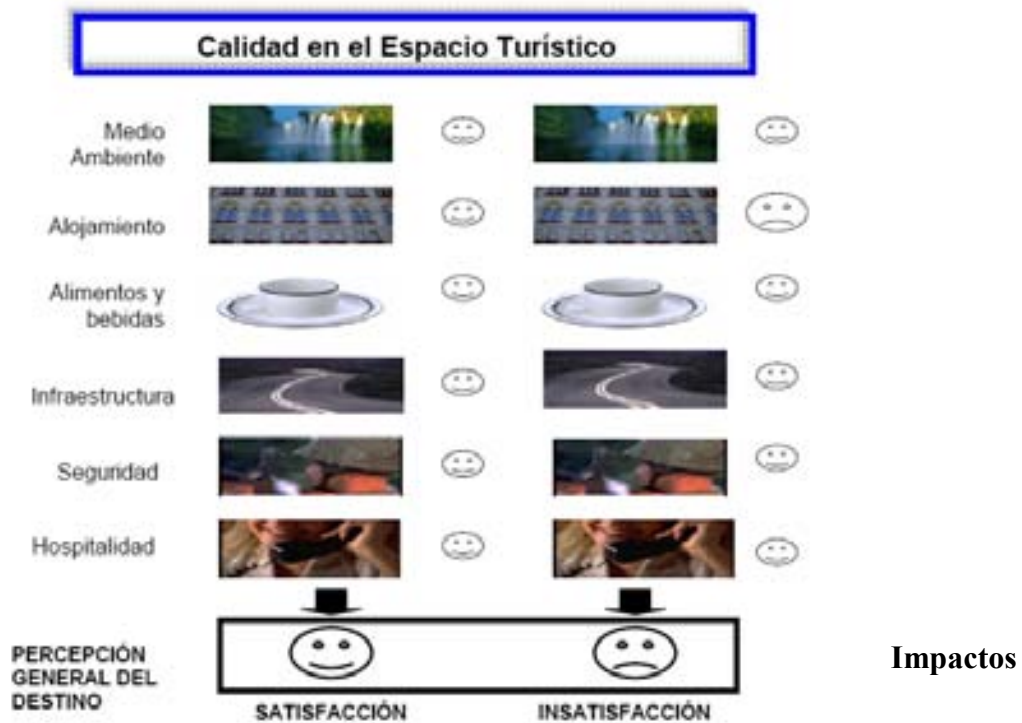 Calidad en el Espacio Turístico
Medio
Ambiente
Alojamiento
Alimentos y
bebidas
Infraestructura
Seguridad
Hospitalidad
PERCEPCIÓN
GENERAL DEL
DESTINO
SATISFACCIÓN
INSATISFACCIÓN
Impactos